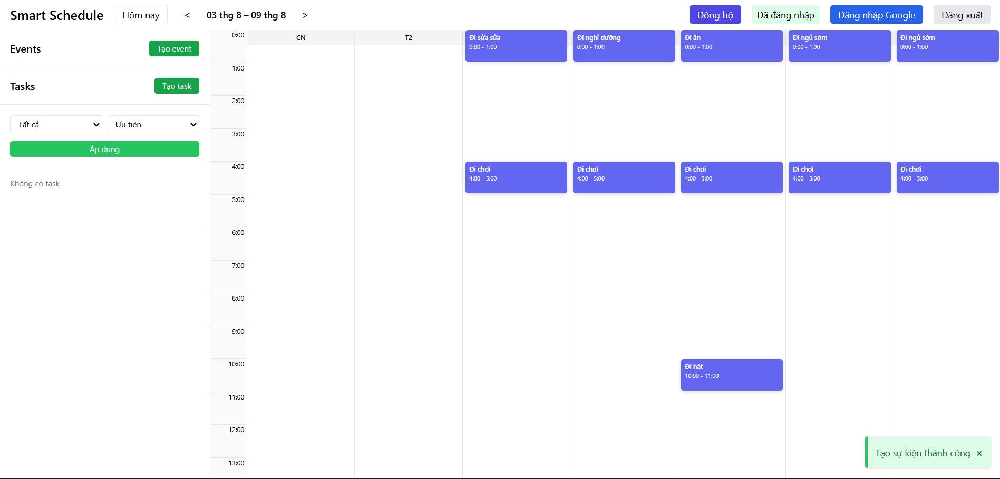 Smart Schedule
Hôm nay
<
03 thg 8 – 09 thg 8
>
Đồng bộ
Đã đăng nhập
Đăng nhập Google
Đăng xuất
Events
Tạo event
Tasks
Tạo task
Tất cả
Ưu tiên
Áp dụng
Không có task
0:00
1:00
2:00
3:00
4:00
5:00
6:00
7:00
8:00
9:00
10:00
11:00
12:00
13:00
CN
T2
Đi sửa sửa
0:00 - 1:00
Đi chơi
4:00 - 5:00
Đi nghỉ dưỡng
0:00 - 1:00
Đi chơi
4:00 - 5:00
Đi ăn
0:00 - 1:00
Đi chơi
4:00 - 5:00
Đi hát
10:00 - 11:00
Đi ngủ sớm
0:00 - 1:00
Đi chơi
4:00 - 5:00
Đi ngủ sớm
0:00 - 1:00
Đi chơi
4:00 - 5:00
Tạo sự kiện thành công ×